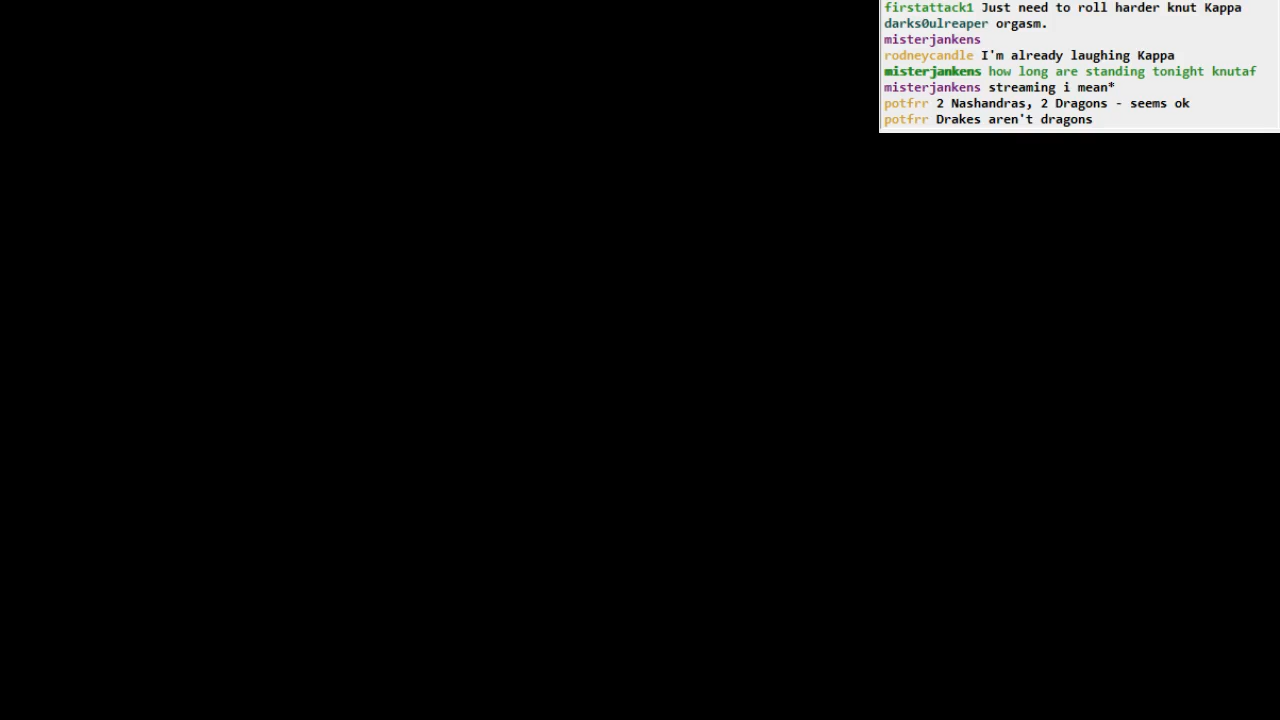 firstattack1 Just need to roll harder knut Kappa
darks0ulreaper orgasm.
misterjankens
rodneycandle I'm already laughing Kappa
misterjankens how long are standing tonight knutaf
misterjankens streaming i mean*
potfrr 2 Nashandras, 2 Dragons - seems ok
potfrr Drakes aren't dragons